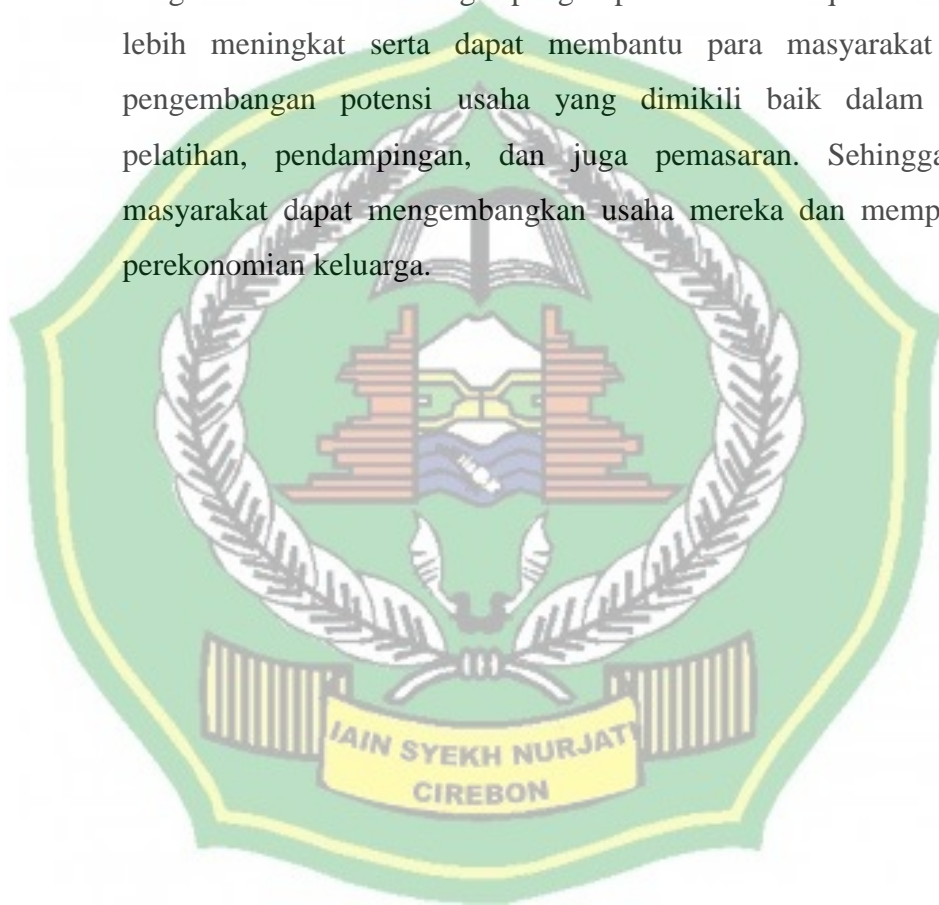 lebih meningkat serta dapat membantu para masyarakat
pengembangan potensi usaha yang dimikili baik dalam
pelatihan, pendampingan, dan juga pemasaran. Sehingga
masyarakat dapat mengembangkan usaha mereka dan memp
perekonomian keluarga.
IAIN SYEKH NURJATI
CIREBON